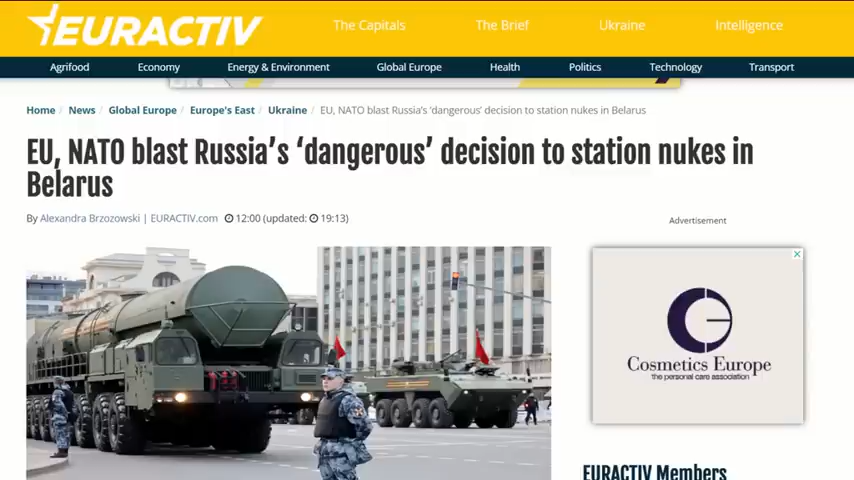 EURACTIV
The Capitals The Brief Ukraine Intelligence
Agrifood Economy Energy & Environment Global Europe Health Politics Technology Transport
Home / News / Global Europe / Europe's East / Ukraine / EU, NATO blast Russia's 'dangerous' decision to station nukes in Belarus
EU, NATO blast Russia's 'dangerous' decision to station nukes in
Belarus
By Alexandra Brzozowski | EURACTIV.com 12:00 (updated: 19:13)
Advertisement
Cosmetics Europe
the personal care association
EURACTIV Members